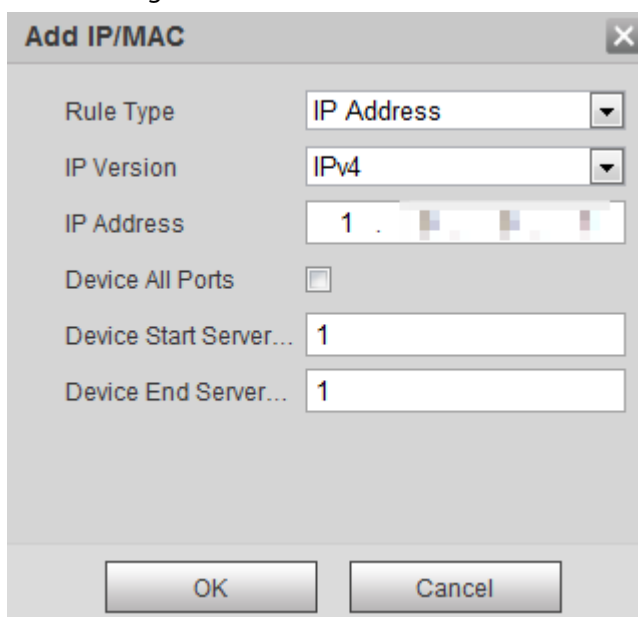 Add IP/MAC
Rule Type IP Address
IP Version IPv4
IP Address 1 .
Device All Ports
Device Start Server... 1
Device End Server... 1
OK Cancel